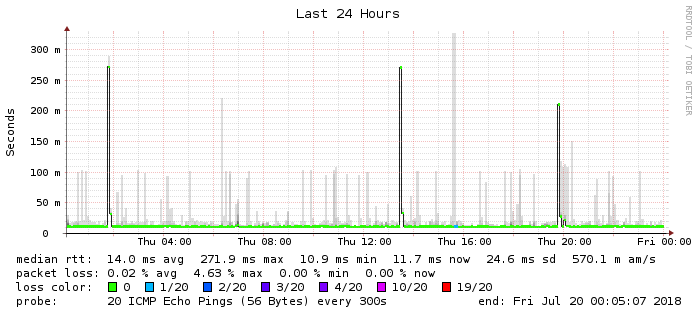 Last 24 Hours
RRDTOOL / TOBI OETIKER
Seconds
300 m
250 m
200 m
150 m
100 m
50 m
0
Thu 04:00 Thu 08:00 Thu 12:00 Thu 16:00 Thu 20:00 Fri 00:00
median rtt: 14.0 ms avg 271.9 ms max 10.9 ms min 11.7 ms now 24.6 ms sd 570.1 m am/s
packet loss: 0.02 % avg 4.63 % max 0.00 % min 0.00 % now
loss color: 0 1/20 2/20 3/20 4/20 10/20 19/20
probe: 20 ICMP Echo Pings (56 Bytes) every 300s end: Fri Jul 20 00:05:07 2018